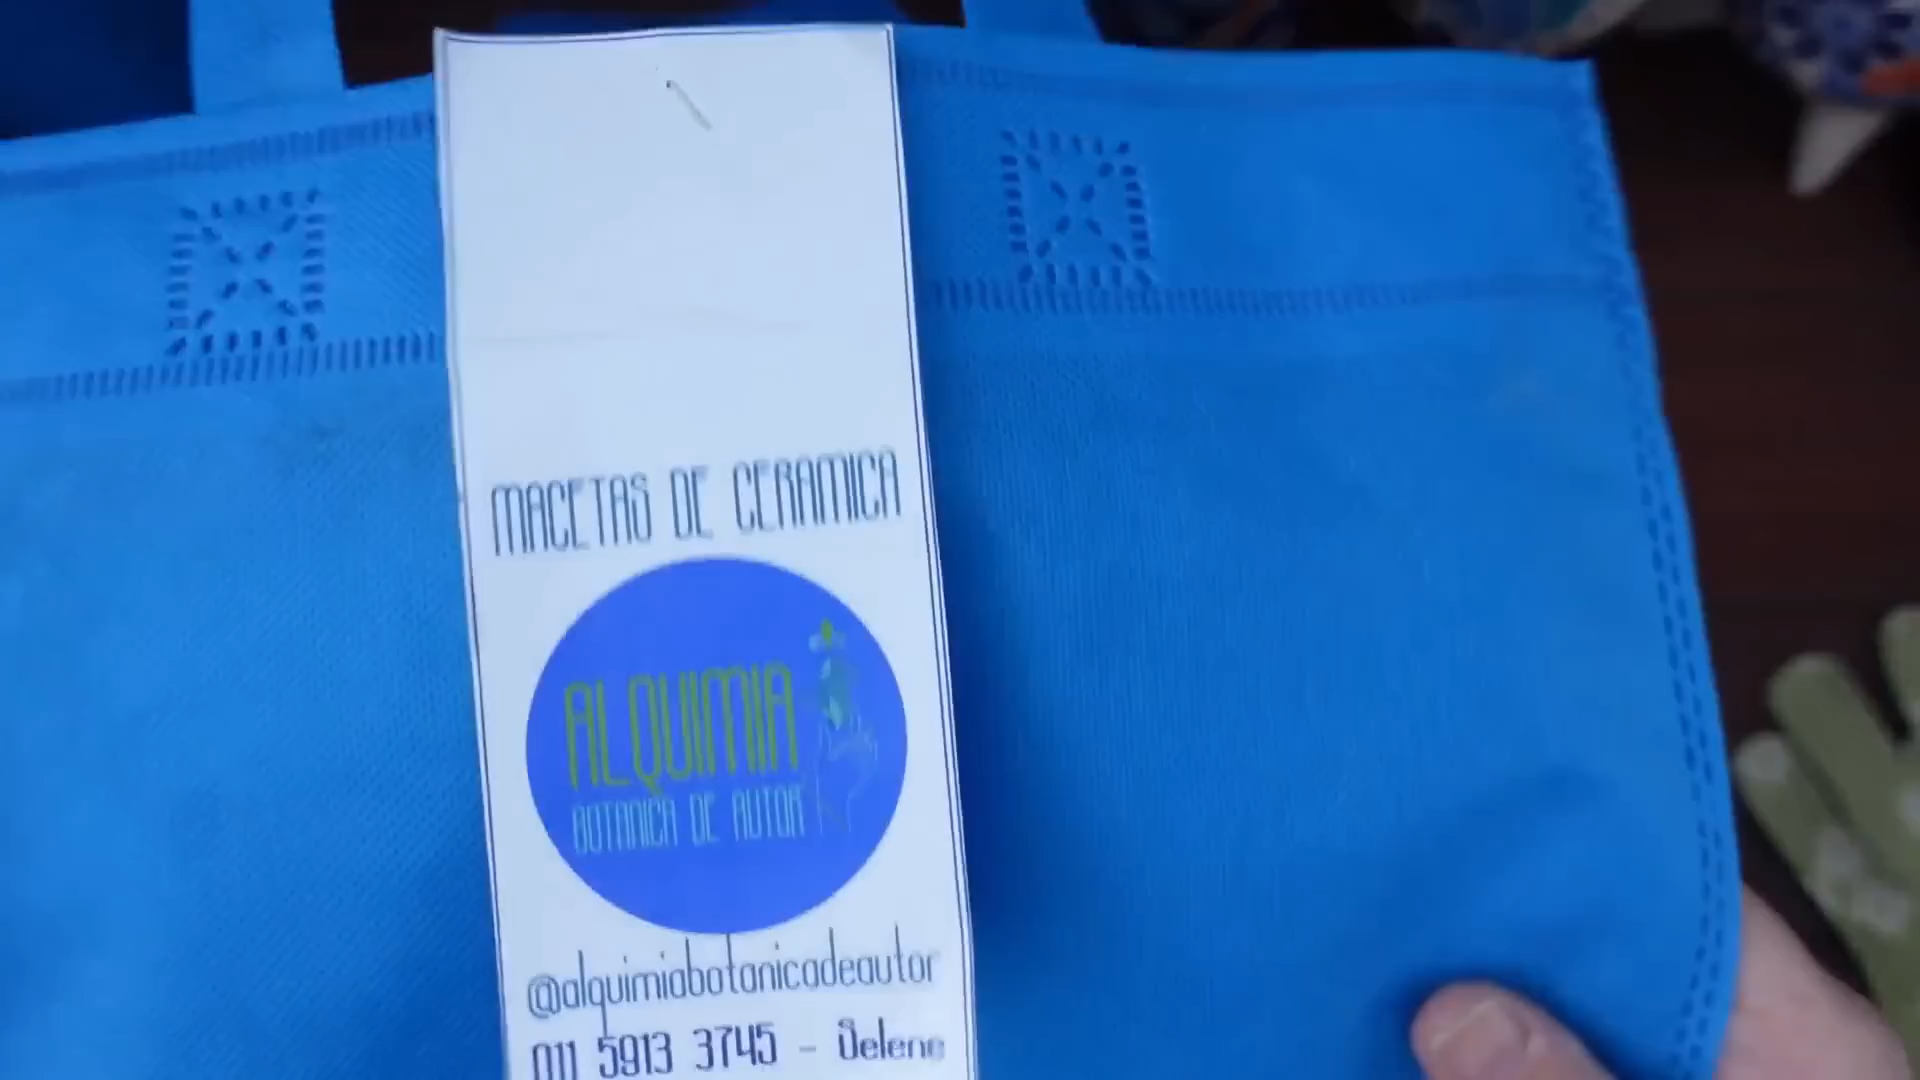 MACETAS DE CERAMICA
ALQUIMIA
BOTANICA DE AUTOR
@alquimiabotanicadeautor
011 5913 3745 - Selene